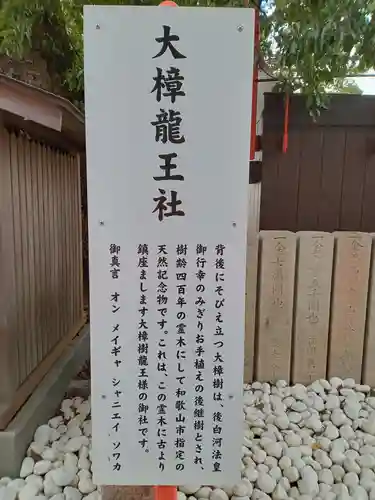 大樟龍王社
背後にそびえ立つ大樟樹は、後白河法皇
御行幸のみぎりお手植えの後継樹とされ、
樹齢四百年の霊木にして和歌山市指定の
天然記念物です。これは、この霊木に古より
鎮座まします大樟龍王様の御社です。
御真言 オン メイギャ シャニエイ ソワカ